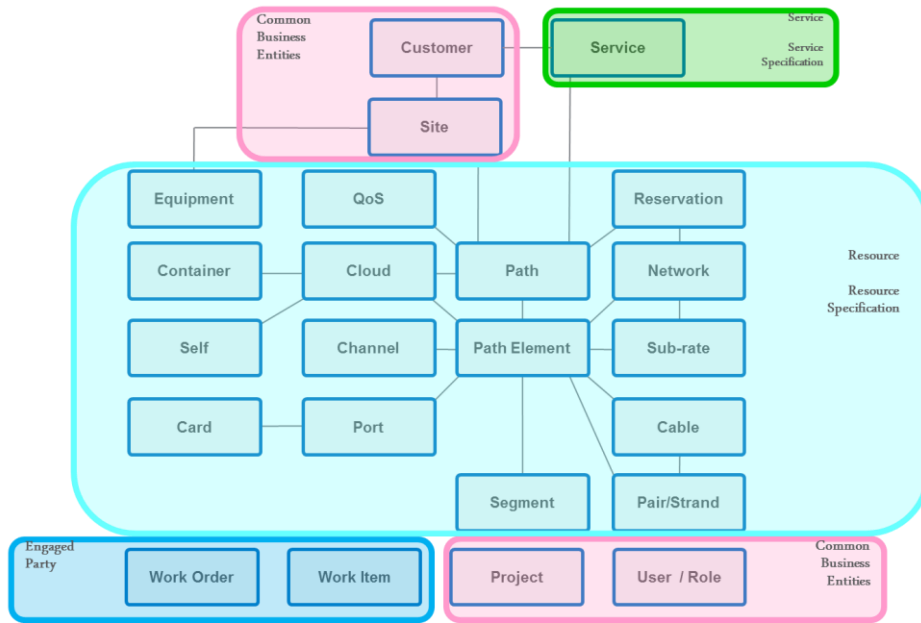 Common
Business
Entities
Customer
Service
Service
Service
Specification
Site
Equipment
QoS
Reservation
Container
Cloud
Path
Network
Resource
Resource
Specification
Self
Channel
Path Element
Sub-rate
Card
Port
Cable
Segment
Pair/Strand
Engaged
Party
Work Order
Work Item
Project
User / Role
Common
Business
Entities